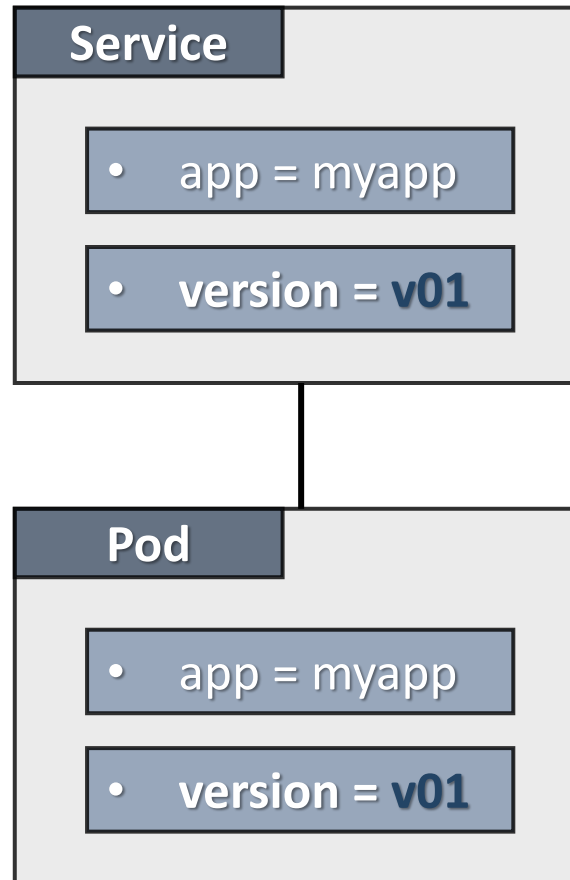 Service
• app = myapp
• version = v01
Pod
• app = myapp
• version = v01